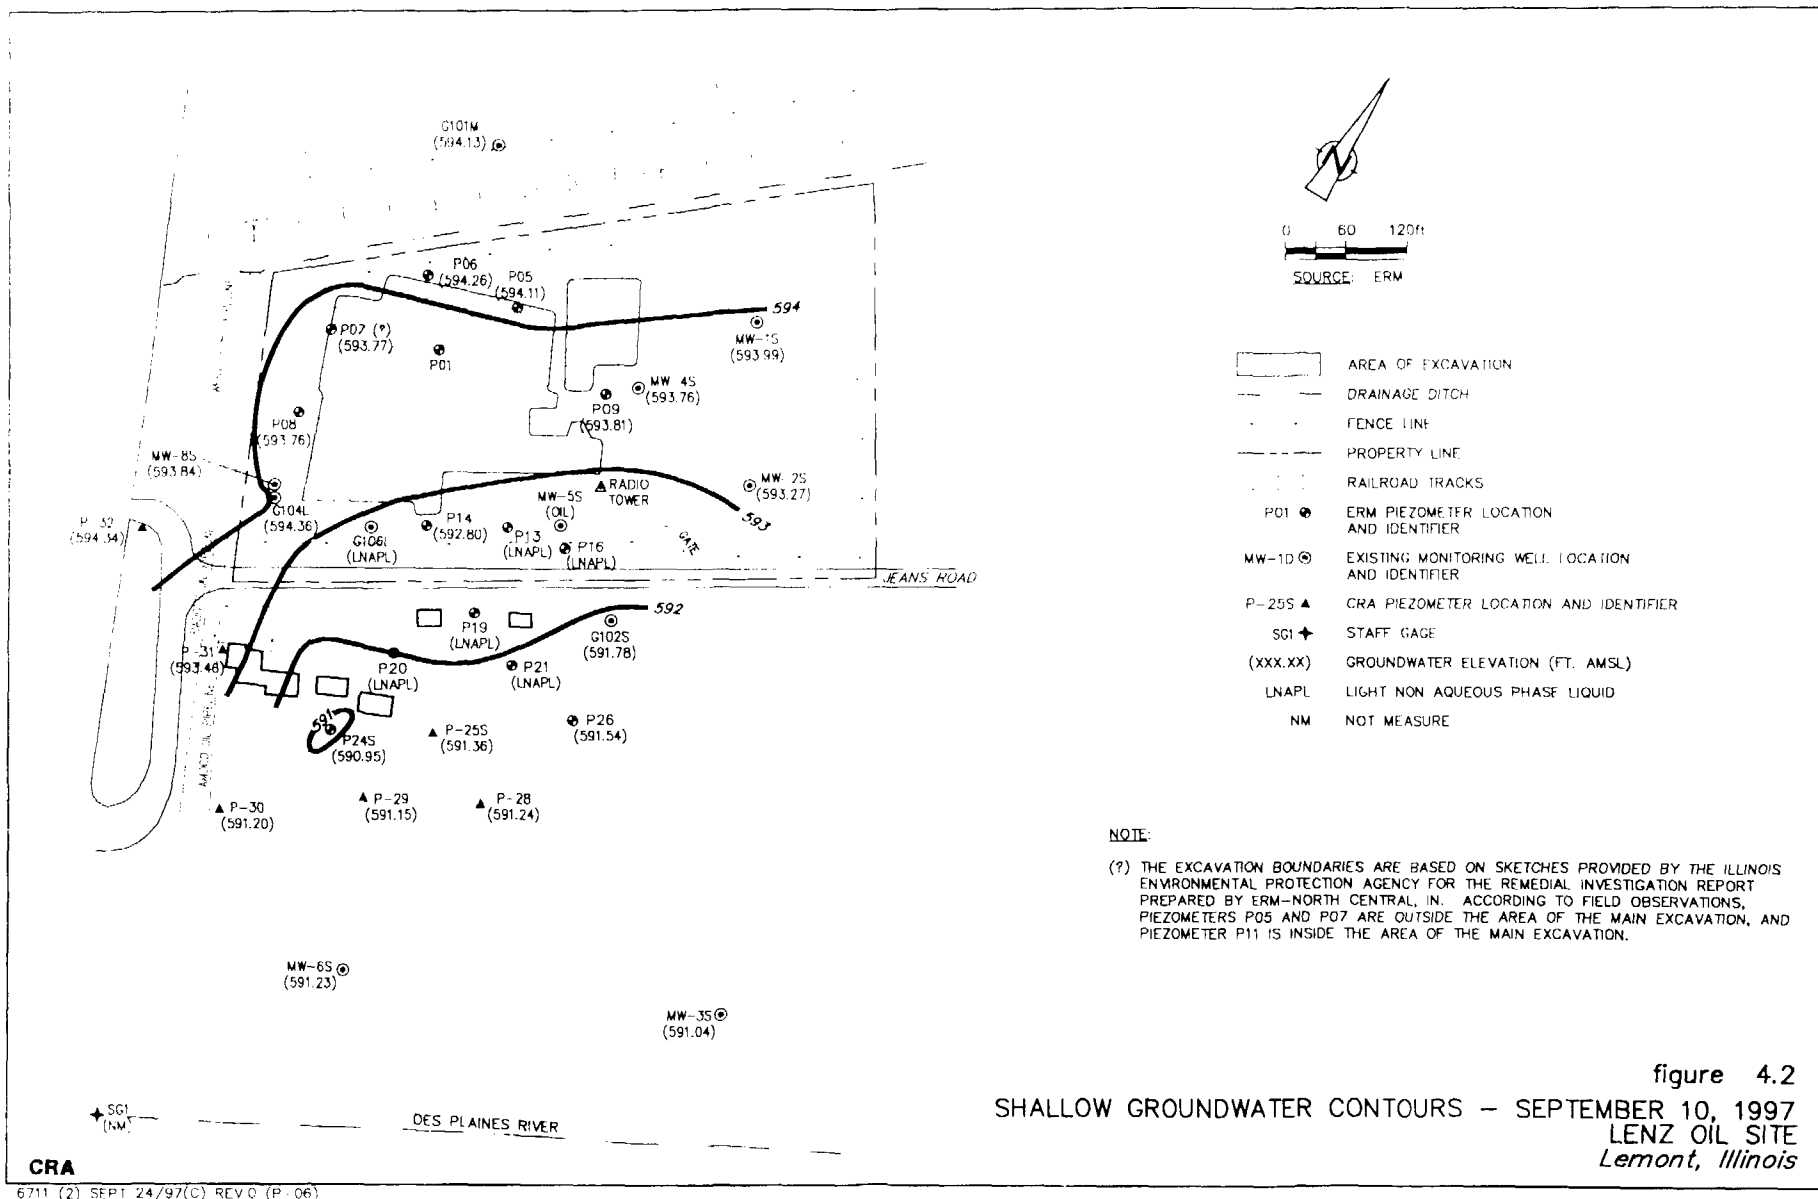 G101M
(594.13)
P06
(594.26)
P05
(594.11)
594
P07 (?)
(593.77)
P01
MW-1S
(593.99)
MW-4S
(593.76)
P09
(593.81)
P08
(593.76)
MW-8S
(593.84)
G104L
(594.36)
P-32
(594.34)
RADIO
TOWER
MW-2S
(593.27)
593
MW-5S
(OIL)
P14
(592.80)
P13
(LNAPL)
G106L
(LNAPL)
P16
(LNAPL)
GATE
JEANS ROAD
592
P19
(LNAPL)
G102S
(591.78)
P-31
(593.48)
P20
(LNAPL)
P21
(LNAPL)
591
P24S
(590.95)
P-25S
(591.36)
P26
(591.54)
AMOCO OIL PIPELINE
P-30
(591.20)
P-29
(591.15)
P-28
(591.24)
MW-6S
(591.23)
MW-3S
(591.04)
SG1
(NM)
DES PLAINES RIVER
CRA
6711 (2) SEPT 24/97(C) REV.0 (P-06)
N
0 60 120ft
SOURCE: ERM
AREA OF EXCAVATION
DRAINAGE DITCH
FENCE LINE
PROPERTY LINE
RAILROAD TRACKS
P01 ERM PIEZOMETER LOCATION
AND IDENTIFIER
MW-1D EXISTING MONITORING WELL LOCATION
AND IDENTIFIER
P-25S CRA PIEZOMETER LOCATION AND IDENTIFIER
SG1 STAFF GAGE
(XXX.XX) GROUNDWATER ELEVATION (FT. AMSL)
LNAPL LIGHT NON AQUEOUS PHASE LIQUID
NM NOT MEASURE
NOTE:
(?) THE EXCAVATION BOUNDARIES ARE BASED ON SKETCHES PROVIDED BY THE ILLINOIS
ENVIRONMENTAL PROTECTION AGENCY FOR THE REMEDIAL INVESTIGATION REPORT
PREPARED BY ERM-NORTH CENTRAL, IN. ACCORDING TO FIELD OBSERVATIONS,
PIEZOMETERS P05 AND P07 ARE OUTSIDE THE AREA OF THE MAIN EXCAVATION, AND
PIEZOMETER P11 IS INSIDE THE AREA OF THE MAIN EXCAVATION.
figure 4.2
SHALLOW GROUNDWATER CONTOURS - SEPTEMBER 10, 1997
LENZ OIL SITE
Lemont, Illinois